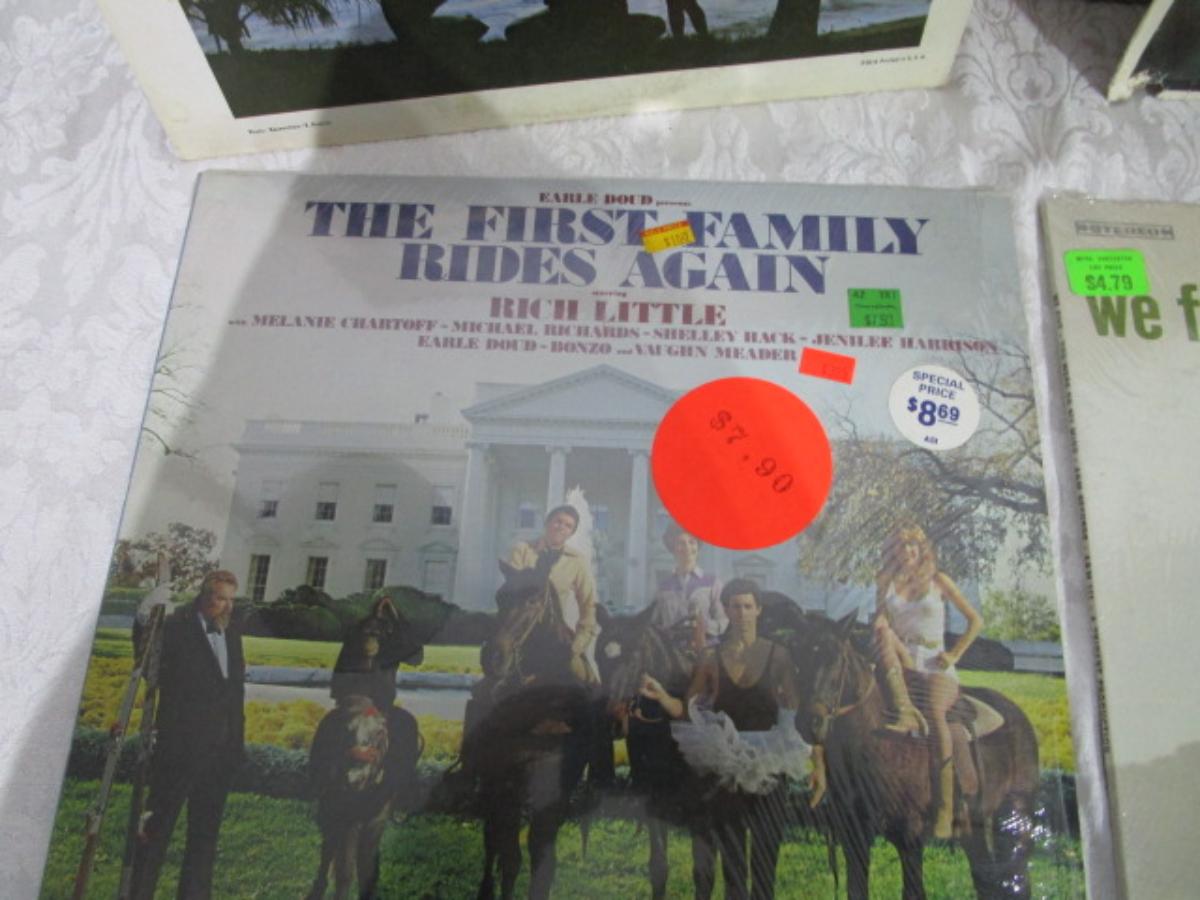 EARLE DOUD presents
THE FIRST FAMILY
RIDES AGAIN
starring
RICH LITTLE
with MELANIE CHARTOFF - MICHAEL RICHARDS - SHELLEY HACK - JENILEE HARRISON
EARLE DOUD - BONZO and VAUGHN MEADER
SPECIAL
PRICE
$8.69
$7.90
$4.79
we f